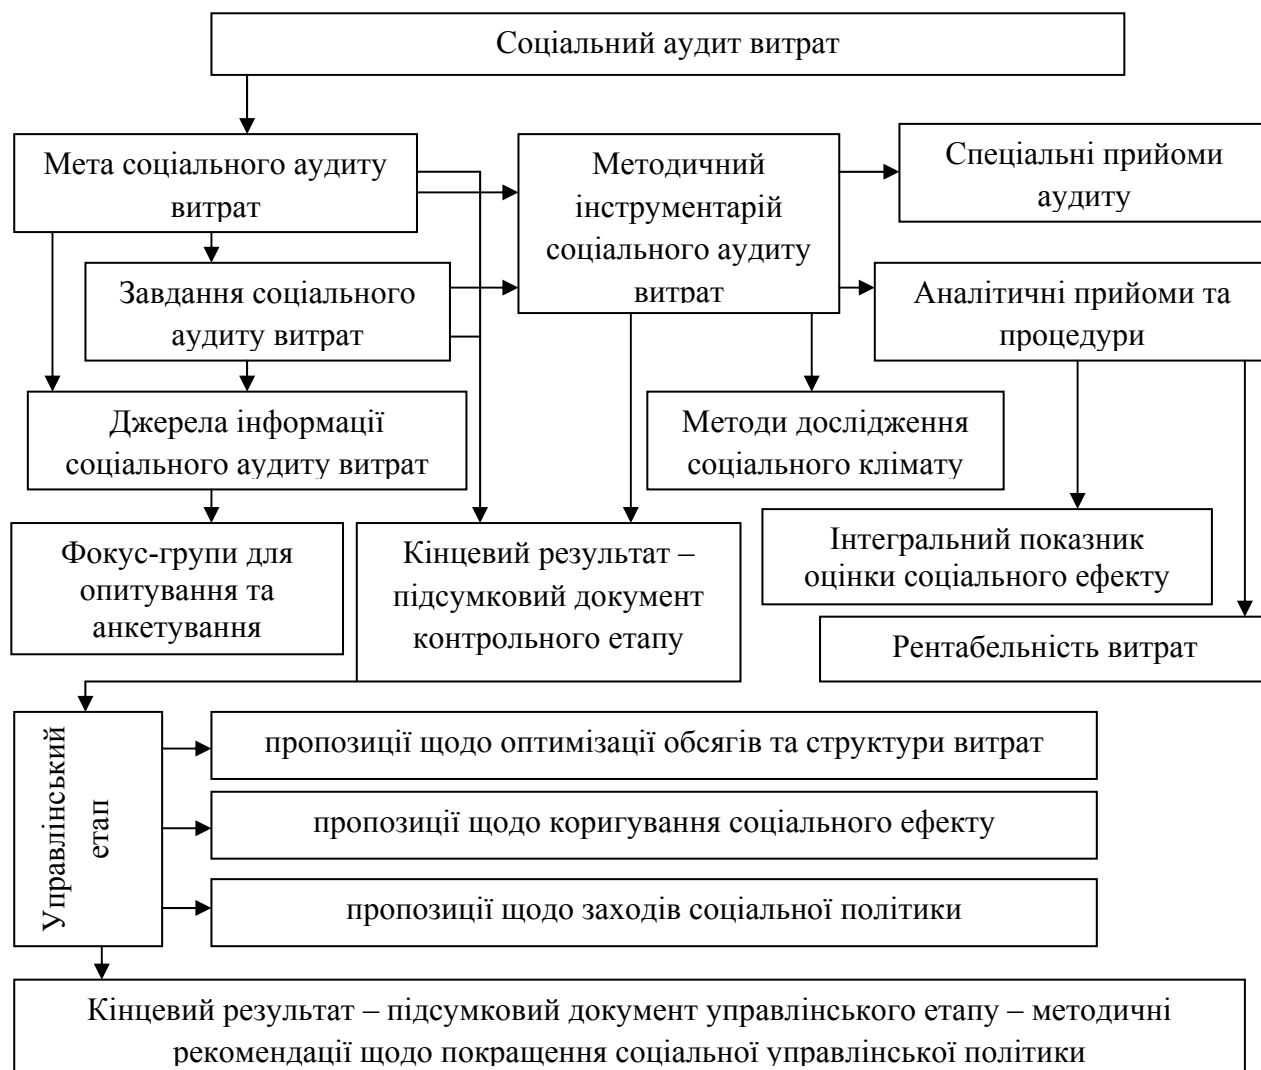 Соціальний аудит витрат
Мета соціального аудиту
витрат
Методичний
інструментарій
соціального аудиту
витрат
Спеціальні прийоми
аудиту
Завдання соціального
аудиту витрат
Аналітичні прийоми та
процедури
Джерела інформації
соціального аудиту витрат
Методи дослідження
соціального клімату
Фокус-групи для
опитування та
анкетування
Кінцевий результат –
підсумковий документ
контрольного етапу
Інтегральний показник
оцінки соціального ефекту
Рентабельність витрат
Управлінський
етап
пропозиції щодо оптимізації обсягів та структури витрат
пропозиції щодо коригування соціального ефекту
пропозиції щодо заходів соціальної політики
Кінцевий результат – підсумковий документ управлінського етапу – методичні
рекомендації щодо покращення соціальної управлінської політики